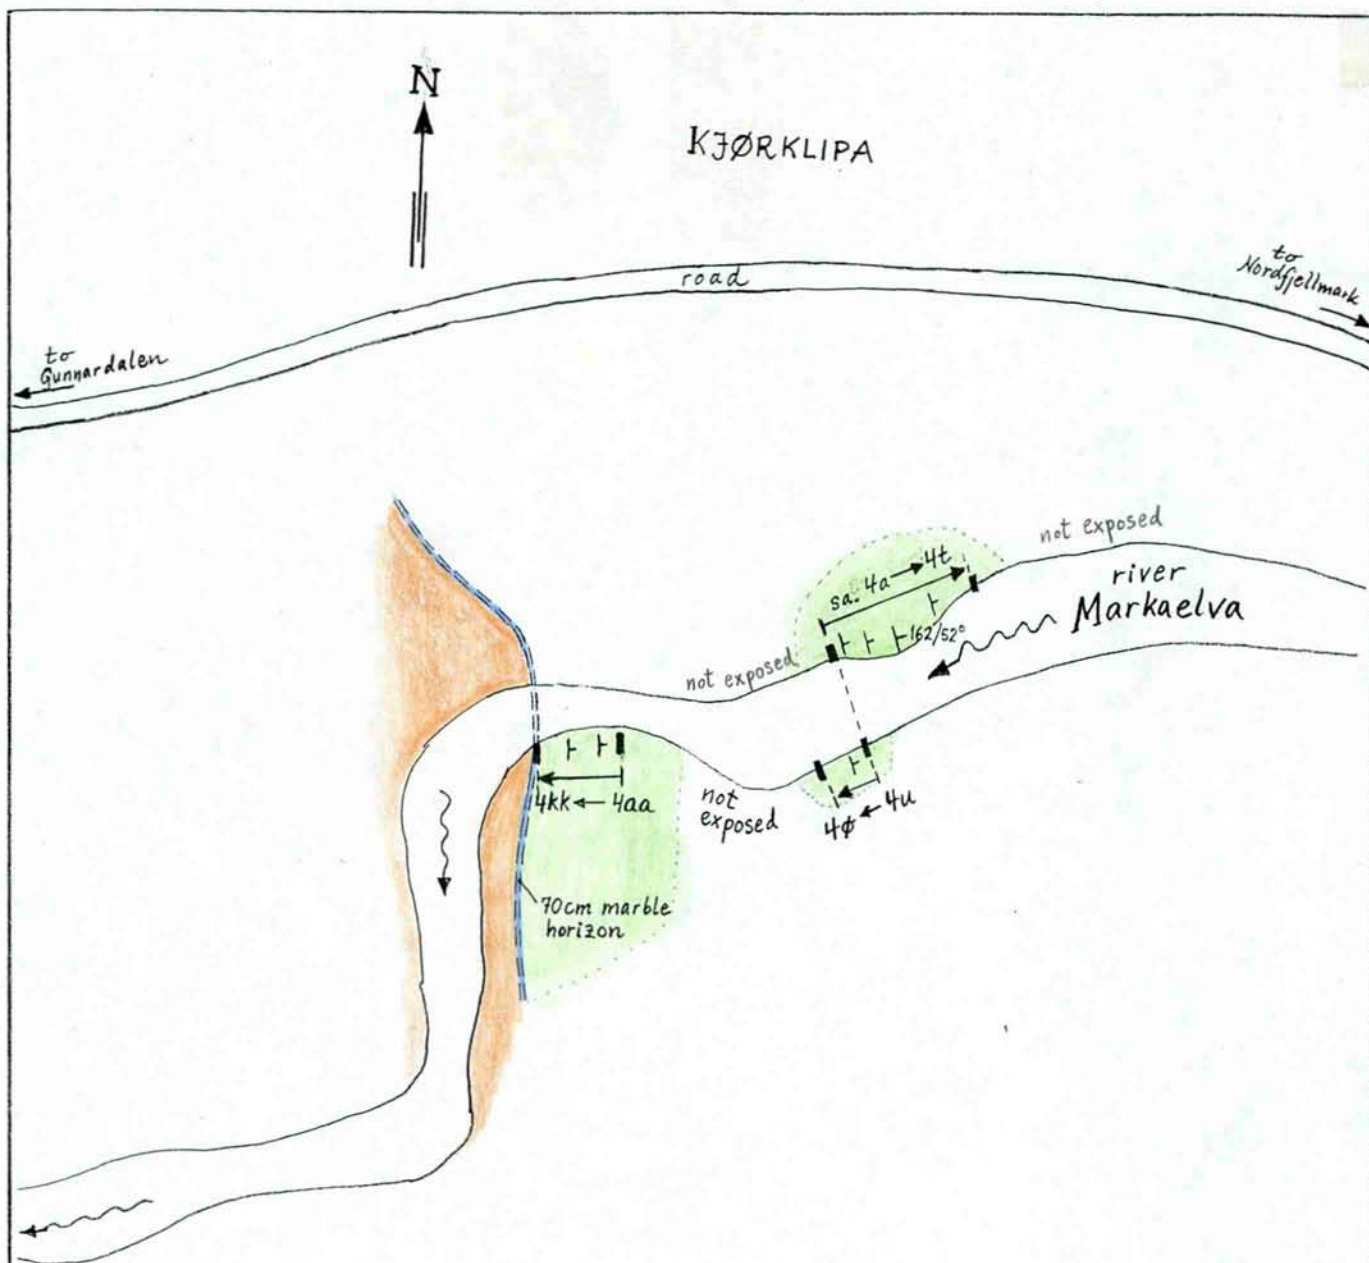 N
KJØRKLIPA
to
Nordfjellmark
road
to
Gunnardalen
not exposed
river
Markaelva
sa. 4a → 4t
162/52°
not exposed
4kk ← 4aa
not
exposed
4ϕ ← 4u
70cm marble
horizon